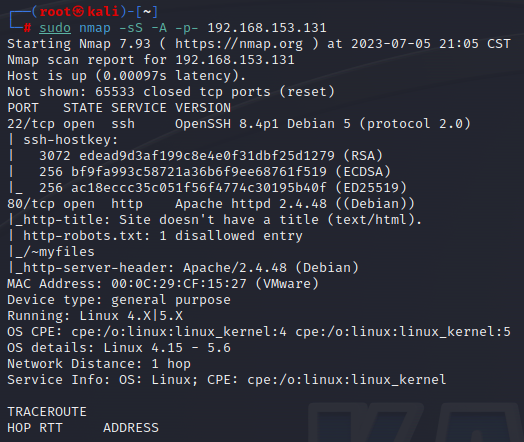 ┌──(root㉿kali)-[~]
└─# sudo nmap -sS -A -p- 192.168.153.131
Starting Nmap 7.93 ( https://nmap.org ) at 2023-07-05 21:05 CST
Nmap scan report for 192.168.153.131
Host is up (0.00097s latency).
Not shown: 65533 closed tcp ports (reset)
PORT   STATE SERVICE VERSION
22/tcp open  ssh     OpenSSH 8.4p1 Debian 5 (protocol 2.0)
| ssh-hostkey:
|   3072 edead9d3af199c8e4e0f31dbf25d1279 (RSA)
|   256 bf9fa993c58721a36b6f9ee68761f519 (ECDSA)
|_  256 ac18eccc35c051f56f4774c30195b40f (ED25519)
80/tcp open  http    Apache httpd 2.4.48 ((Debian))
|_http-title: Site doesn't have a title (text/html).
| http-robots.txt: 1 disallowed entry
|_/~myfiles
|_http-server-header: Apache/2.4.48 (Debian)
MAC Address: 00:0C:29:CF:15:27 (VMware)
Device type: general purpose
Running: Linux 4.X|5.X
OS CPE: cpe:/o:linux:linux_kernel:4 cpe:/o:linux:linux_kernel:5
OS details: Linux 4.15 - 5.6
Network Distance: 1 hop
Service Info: OS: Linux; CPE: cpe:/o:linux:linux_kernel

TRACEROUTE
HOP RTT     ADDRESS